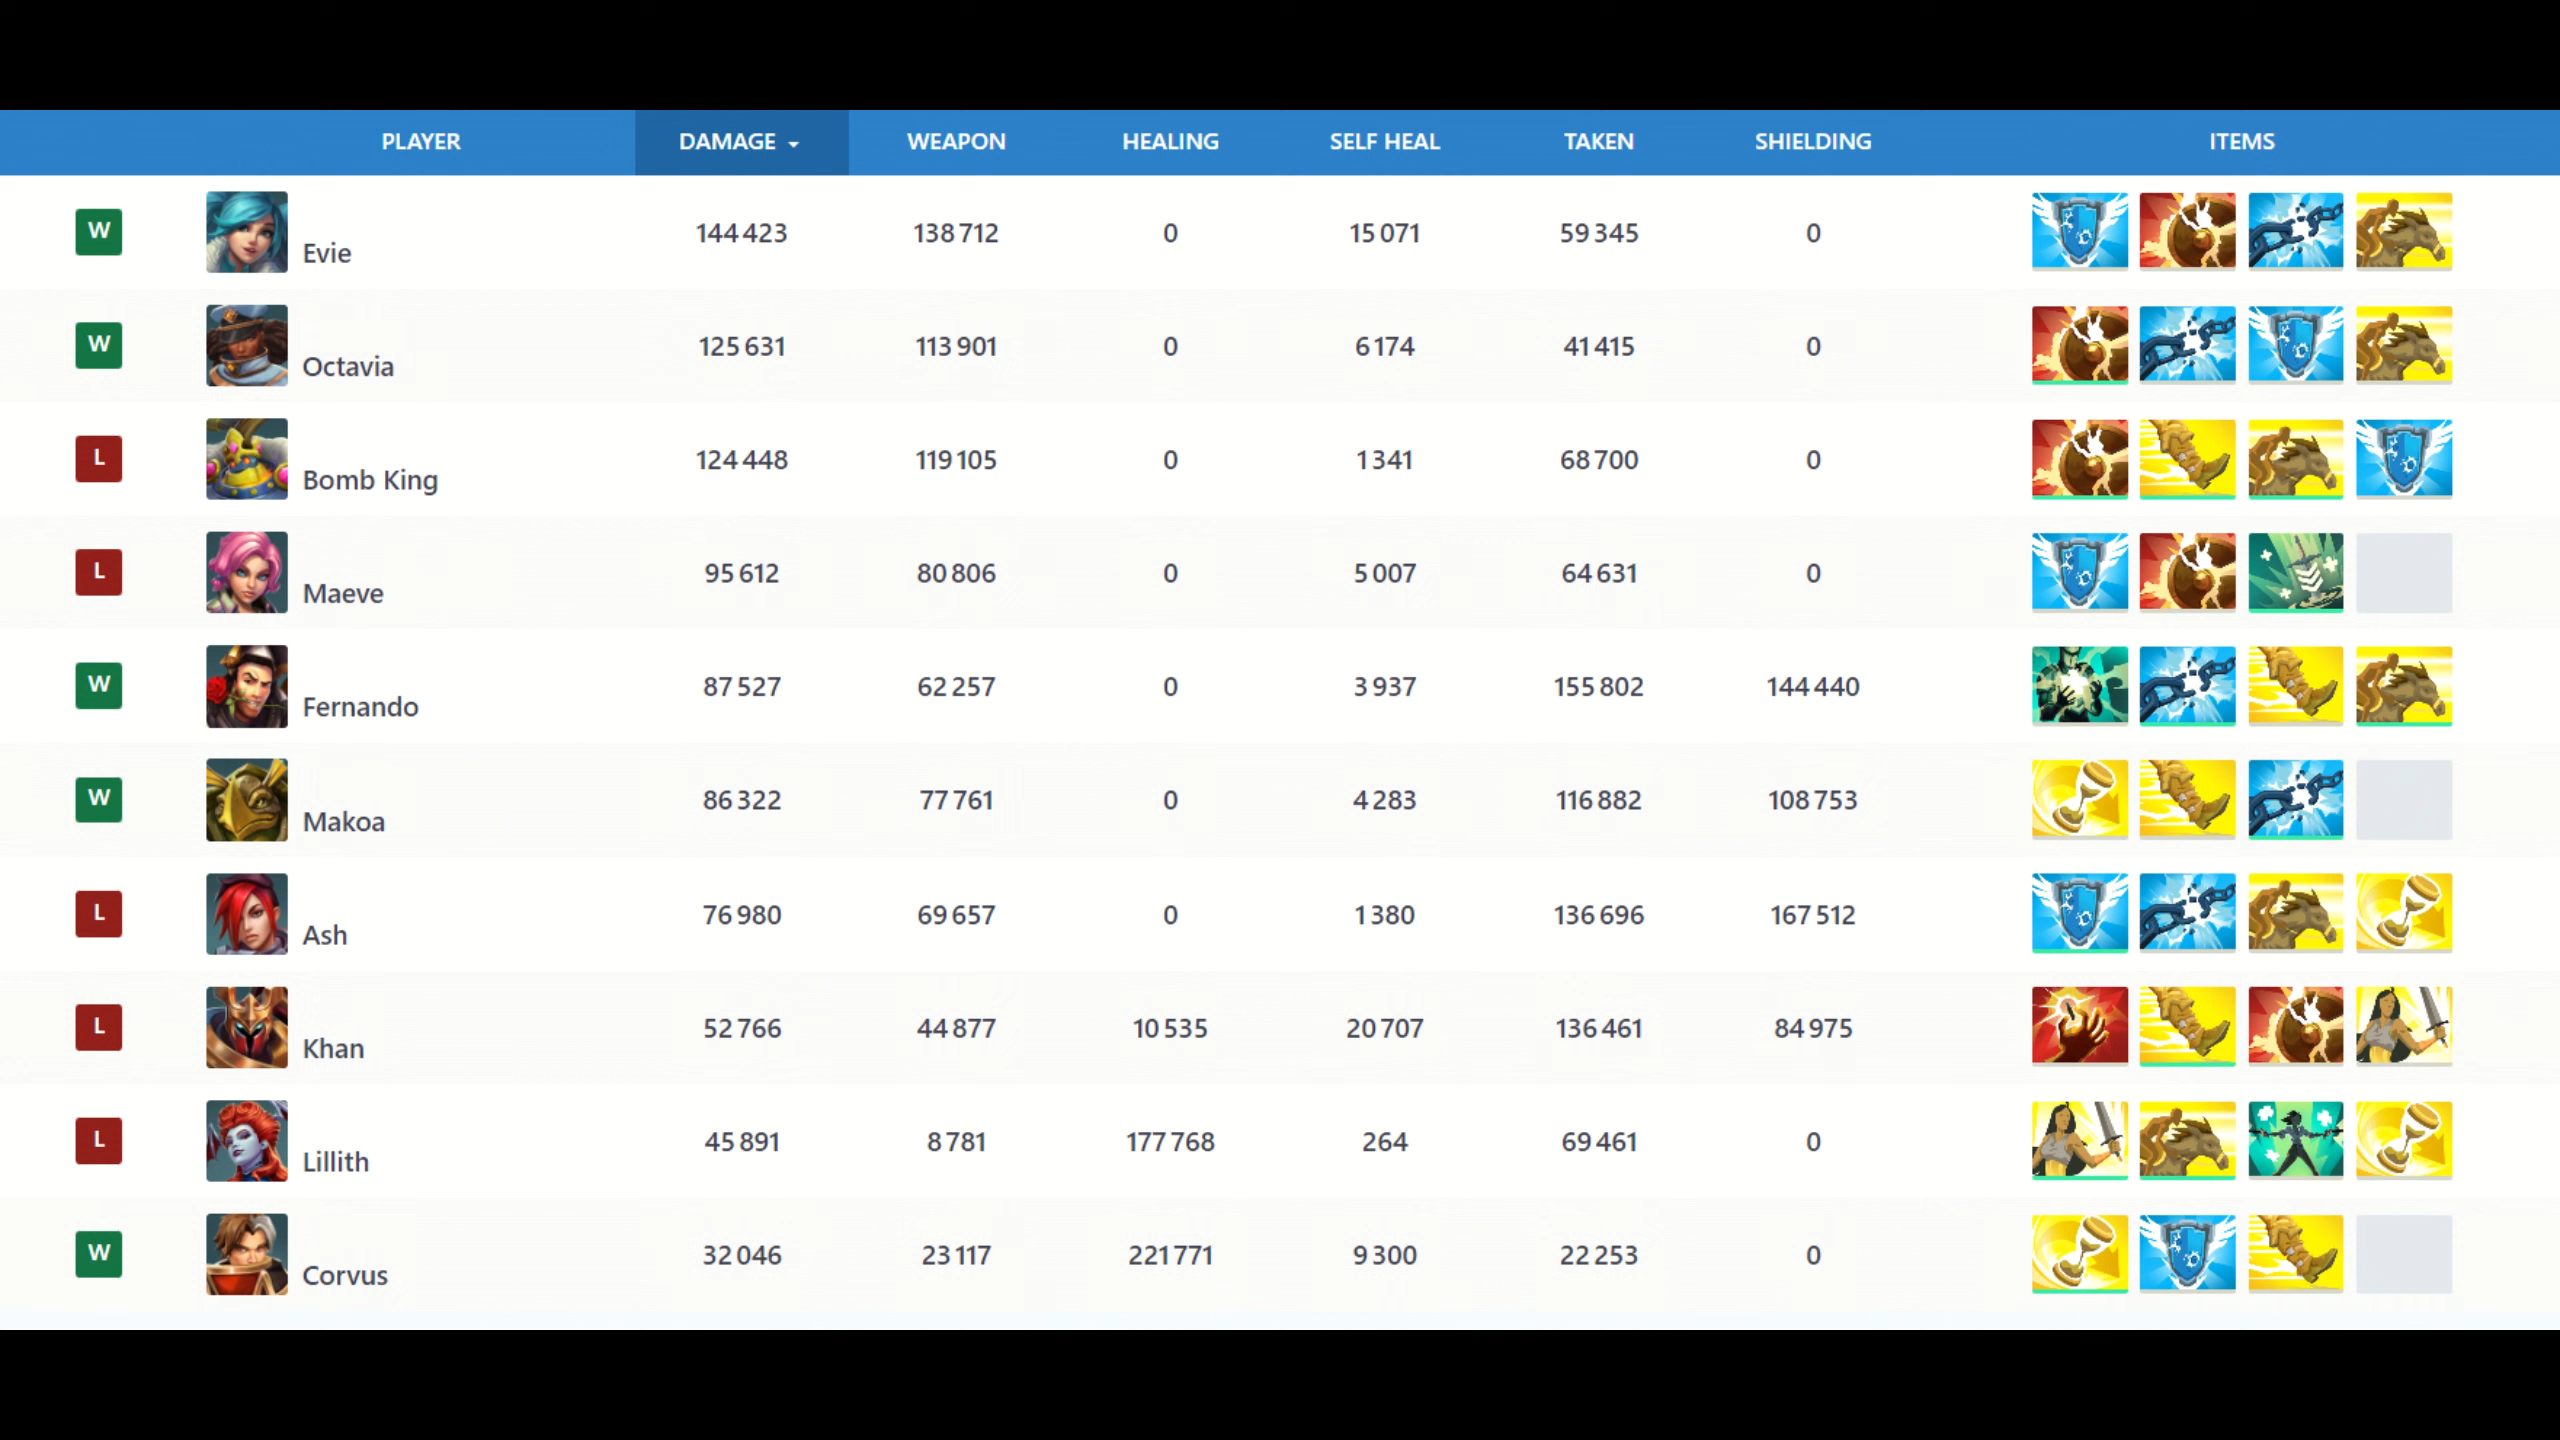 PLAYER DAMAGE WEAPON HEALING SELF HEAL TAKEN SHIELDING ITEMS
W Evie 144 423 138 712 0 15 071 59 345 0
W Octavia 125 631 113 901 0 6 174 41 415 0
L Bomb King 124 448 119 105 0 1 341 68 700 0
L Maeve 95 612 80 806 0 5 007 64 631 0
W Fernando 87 527 62 257 0 3 937 155 802 144 440
W Makoa 86 322 77 761 0 4 283 116 882 108 753
L Ash 76 980 69 657 0 1 380 136 696 167 512
L Khan 52 766 44 877 10 535 20 707 136 461 84 975
L Lillith 45 891 8 781 177 768 264 69 461 0
W Corvus 32 046 23 117 221 771 9 300 22 253 0